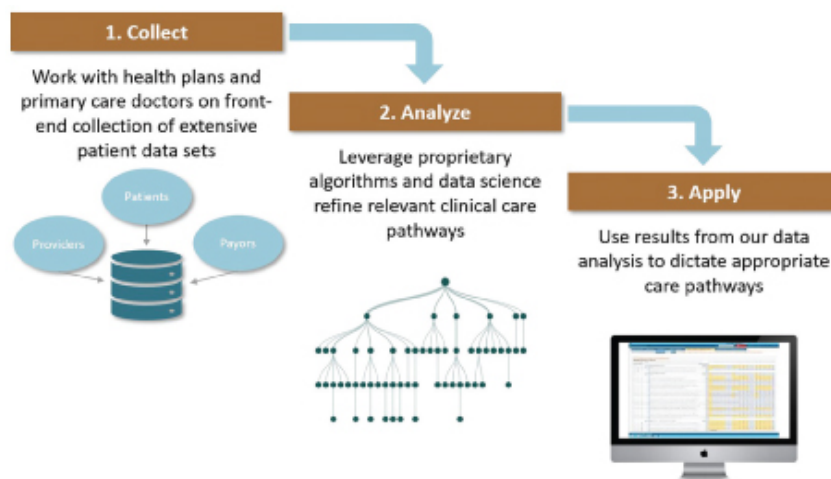 1. Collect
Work with health plans and
primary care doctors on front-
end collection of extensive
patient data sets
Patients
Providers
Payors
2. Analyze
Leverage proprietary
algorithms and data science
refine relevant clinical care
pathways
3. Apply
Use results from our data
analysis to dictate appropriate
care pathways